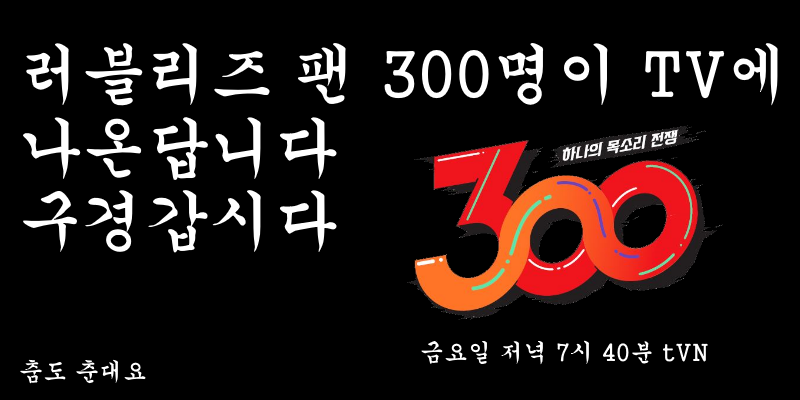 러블리즈 팬 300명이 TV에
나온답니다
구경갑시다
하나의 목소리 전쟁
300
금요일 저녁 7시 40분 tVN
춤도 춘대요